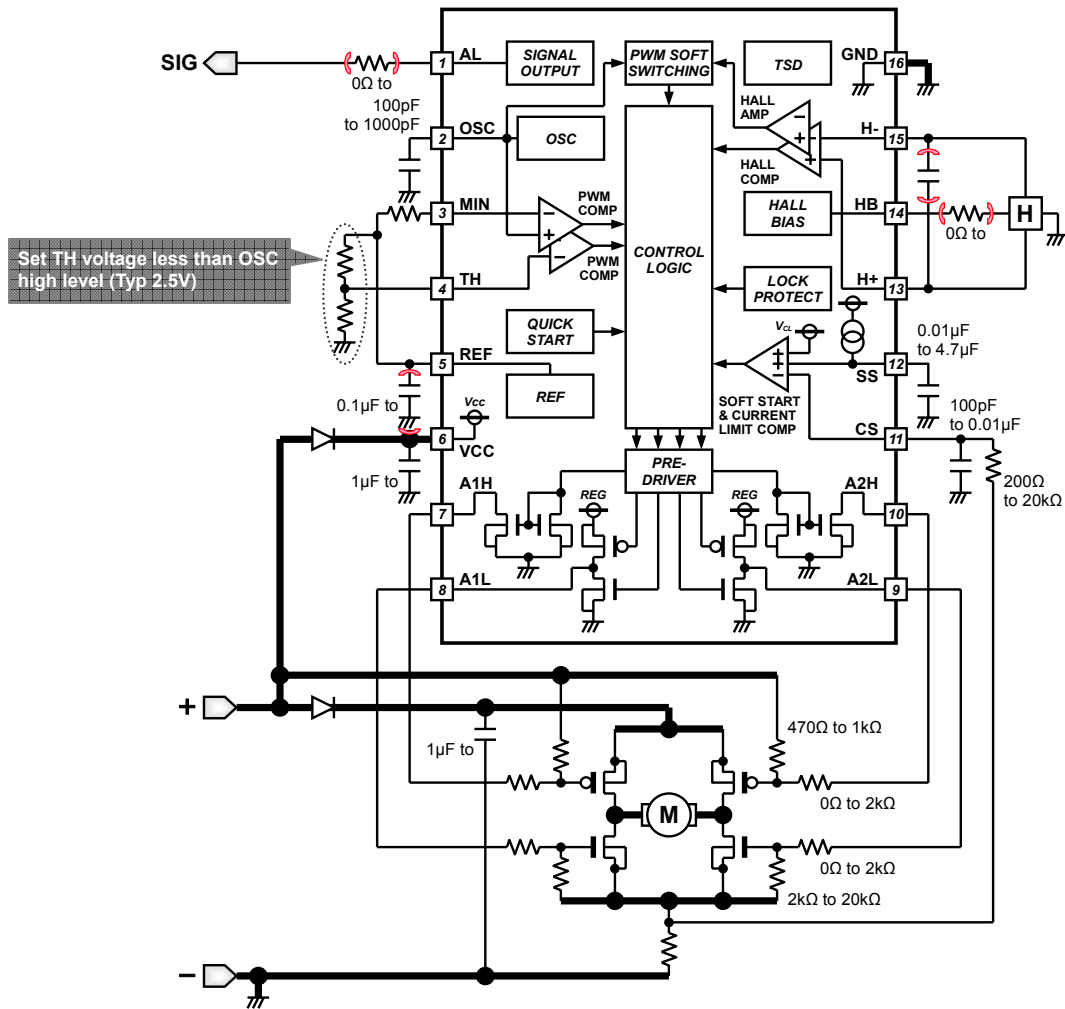 SIG
0Ω to
1
AL
SIGNAL
OUTPUT
PWM SOFT
SWITCHING
TSD
GND
16
100pF
to 1000pF
2
OSC
OSC
HALL
AMP
H-
15
HALL
COMP
3
MIN
PWM
COMP
PWM
COMP
CONTROL
LOGIC
HALL
BIAS
HB
14
0Ω to
H
Set TH voltage less than OSC
high level (Typ 2.5V)
4
TH
LOCK
PROTECT
H+
13
QUICK
START
VCL
0.01µF
to 4.7µF
5
REF
REF
SS
12
SOFT START
& CURRENT
LIMIT COMP
0.1µF to
Vcc
6
VCC
1µF to
CS
11
100pF
to 0.01µF
200Ω
to 20kΩ
PRE-
DRIVER
7
A1H
REG
REG
A2H
10
8
A1L
A2L
9
+
1µF to
470Ω to 1kΩ
M
0Ω to 2kΩ
0Ω to 2kΩ
2kΩ to 20kΩ
−